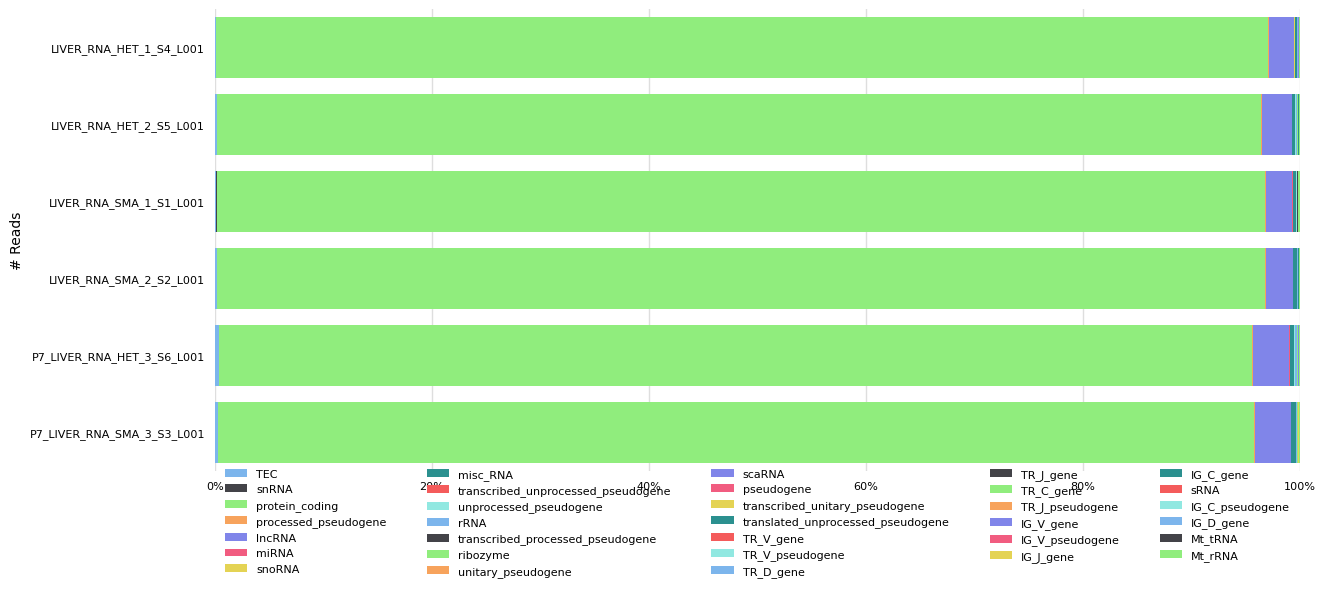 LIVER_RNA_HET_1_S4_L001
LIVER_RNA_HET_2_S5_L001
LIVER_RNA_SMA_1_S1_L001
# Reads
LIVER_RNA_SMA_2_S2_L001
P7_LIVER_RNA_HET_3_S6_L001
P7_LIVER_RNA_SMA_3_S3_L001
0% 20% 40% 60% 80% 100%
TEC
snRNA
protein_coding
processed_pseudogene
lncRNA
miRNA
snoRNA
misc_RNA
transcribed_unprocessed_pseudogene
unprocessed_pseudogene
rRNA
transcribed_processed_pseudogene
ribozyme
unitary_pseudogene
scaRNA
pseudogene
transcribed_unitary_pseudogene
translated_unprocessed_pseudogene
TR_V_gene
TR_V_pseudogene
TR_D_gene
TR_J_gene
TR_C_gene
TR_J_pseudogene
IG_V_gene
IG_V_pseudogene
IG_J_gene
IG_C_gene
sRNA
IG_C_pseudogene
IG_D_gene
Mt_tRNA
Mt_rRNA